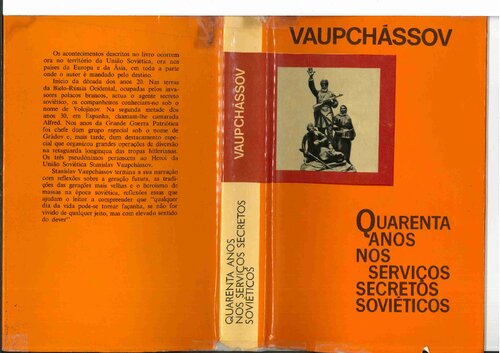 Os acontecimentos descritos no livro ocorrem
ora no território da União Soviética, ora nos
países da Europa e da Ásia, em toda a parte
onde o autor é mandado pelo destino.
Início da década dos anos 20. Nas terras
da Bielo-Rússia Ocidental, ocupadas pelos inva-
sores polacos brancos, actua o agente secreto
soviético, os companheiros conheciam-no sob o
nome de Volojínov. Na segunda metade dos
anos 30, em Espanha, chamam-lhe camarada
Alfred. Nos anos da Grande Guerra Patriótica
foi chefe dum grupo especial sob o nome de
Grádov e, mais tarde, dum destacamento espe-
cial que organizou grandes operações de diversão
na retaguarda longínqua das tropas hitlerianas.
Os três pseudónimos pertencem ao Herói da
União Soviética Stanislav Vaupchássov.
Stanislav Vaupchássov termina a sua narração
com reflexões sobre a geração futura, as tradi-
ções das gerações mais velhas e o heroísmo do
massas na época soviética, reflexões essas que
ajudam o leitor a compreender que "qualquer
dia da vida pode-se tornar façanha, se não for
vivido de qualquer jeito, mas com elevado sentido
do dever".
VAUPCHÁSSOV
QUARENTA ANOS
NOS SERVIÇOS SECRETOS
SOVIÉTICOS
VAUPCHÁSSOV
QUARENTA
ANOS
NOS
SERVIÇOS
SECRETOS
SOVIÉTICOS